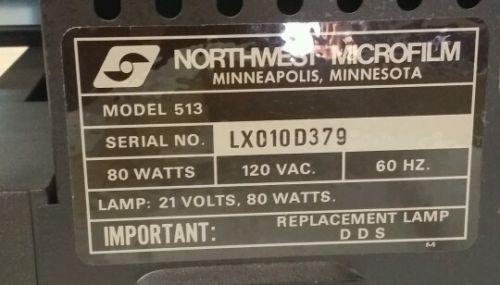 NORTHWEST MICROFILM
MINNEAPOLIS, MINNESOTA
MODEL 513
SERIAL NO. LX010D379
80 WATTS 120 VAC. 60 HZ.
LAMP: 21 VOLTS, 80 WATTS.
IMPORTANT: REPLACEMENT LAMP
D D S
M